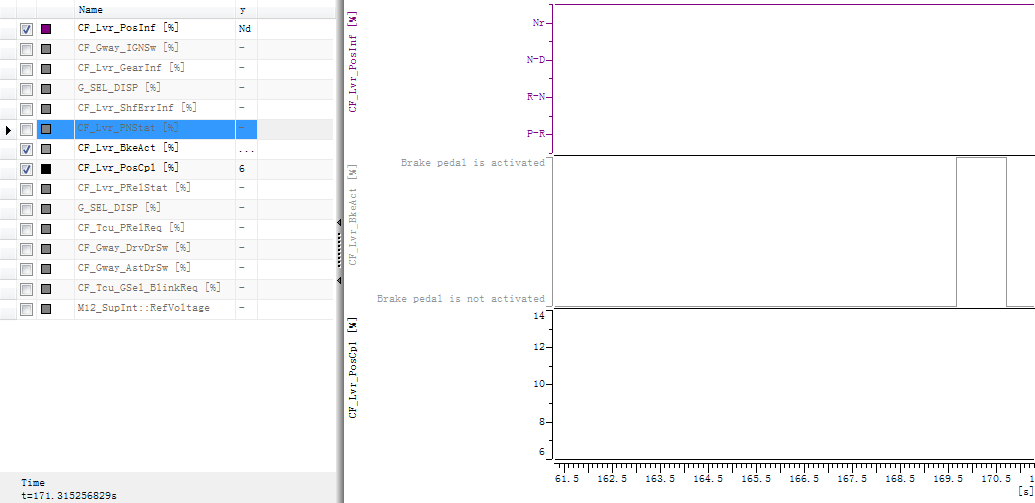 Name y
CF_Lvr_PosInf [%] Nd
CF_Gway_IGNSw [%] -
CF_Lvr_GearInf [%] -
G_SEL_DISP [%] -
CF_Lvr_ShfErrInf [%] -
CF_Lvr_PNStat [%] -
CF_Lvr_BkeAct [%] ...
CF_Lvr_PosCpl [%] 6
CF_Lvr_PRelStat [%] -
G_SEL_DISP [%] -
CF_Tcu_PRelReq [%] -
CF_Gway_DrvDrSw [%] -
CF_Gway_AstDrSw [%] -
CF_Tcu_GSel_BlinkReq [%] -
M12_SupInt::RefVoltage -
Time
t=171.315256829s
CF_Lvr_PosInf [%]
Nr
N-D
R-N
P-R
CF_Lvr_BkeAct [%]
Brake pedal is activated
Brake pedal is not activated
CF_Lvr_PosCpl [%]
14
12
10
8
6
61.5 162.5 163.5 164.5 165.5 166.5 167.5 168.5 169.5 170.5 1
[s]